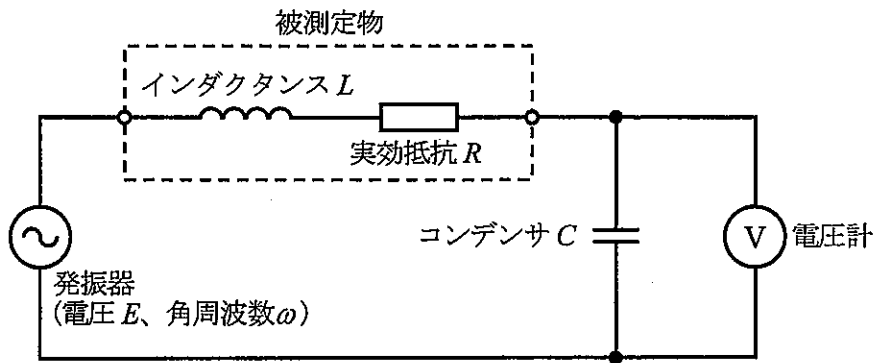 被測定物
インダクタンス L
実効抵抗 R
コンデンサ C
V
電圧計
発振器
(電圧 E、角周波数ω)